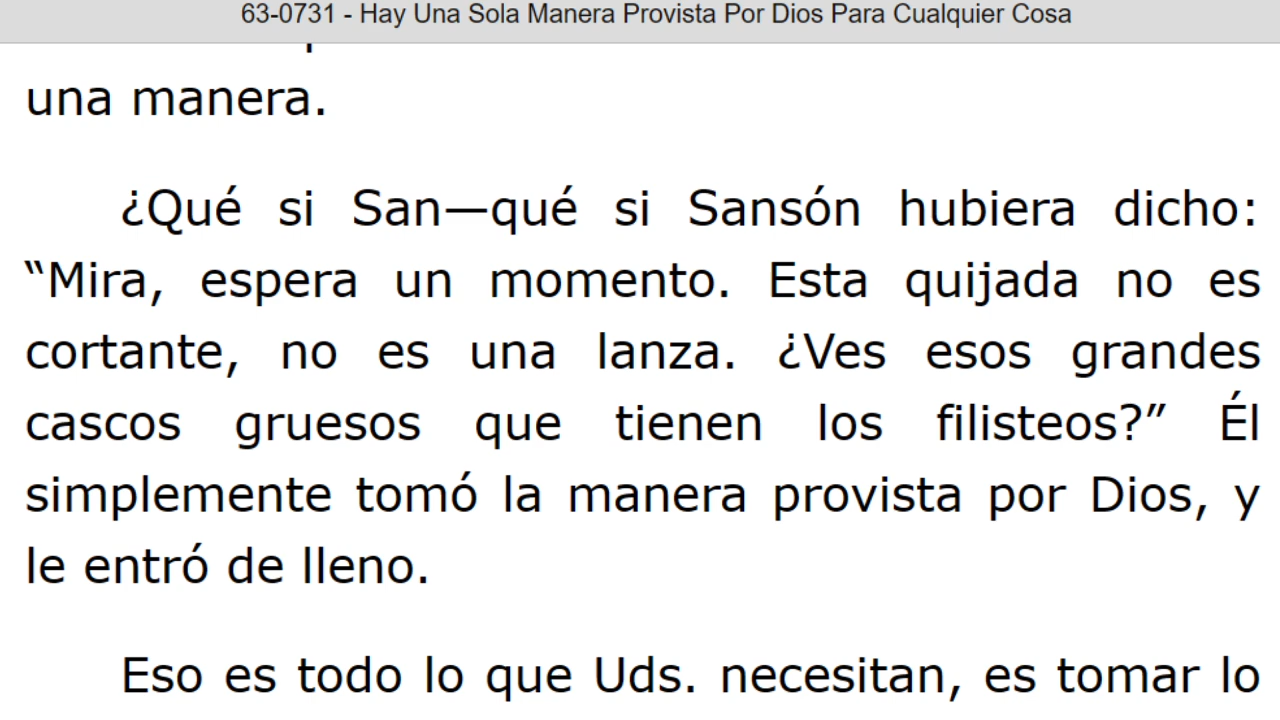 63-0731 - Hay Una Sola Manera Provista Por Dios Para Cualquier Cosa
una manera.
¿Qué si San—qué si Sansón hubiera dicho:
“Mira, espera un momento. Esta quijada no es
cortante, no es una lanza. ¿Ves esos grandes
cascos gruesos que tienen los filisteos?” Él
simplemente tomó la manera provista por Dios, y
le entró de lleno.
Eso es todo lo que Uds. necesitan, es tomar lo